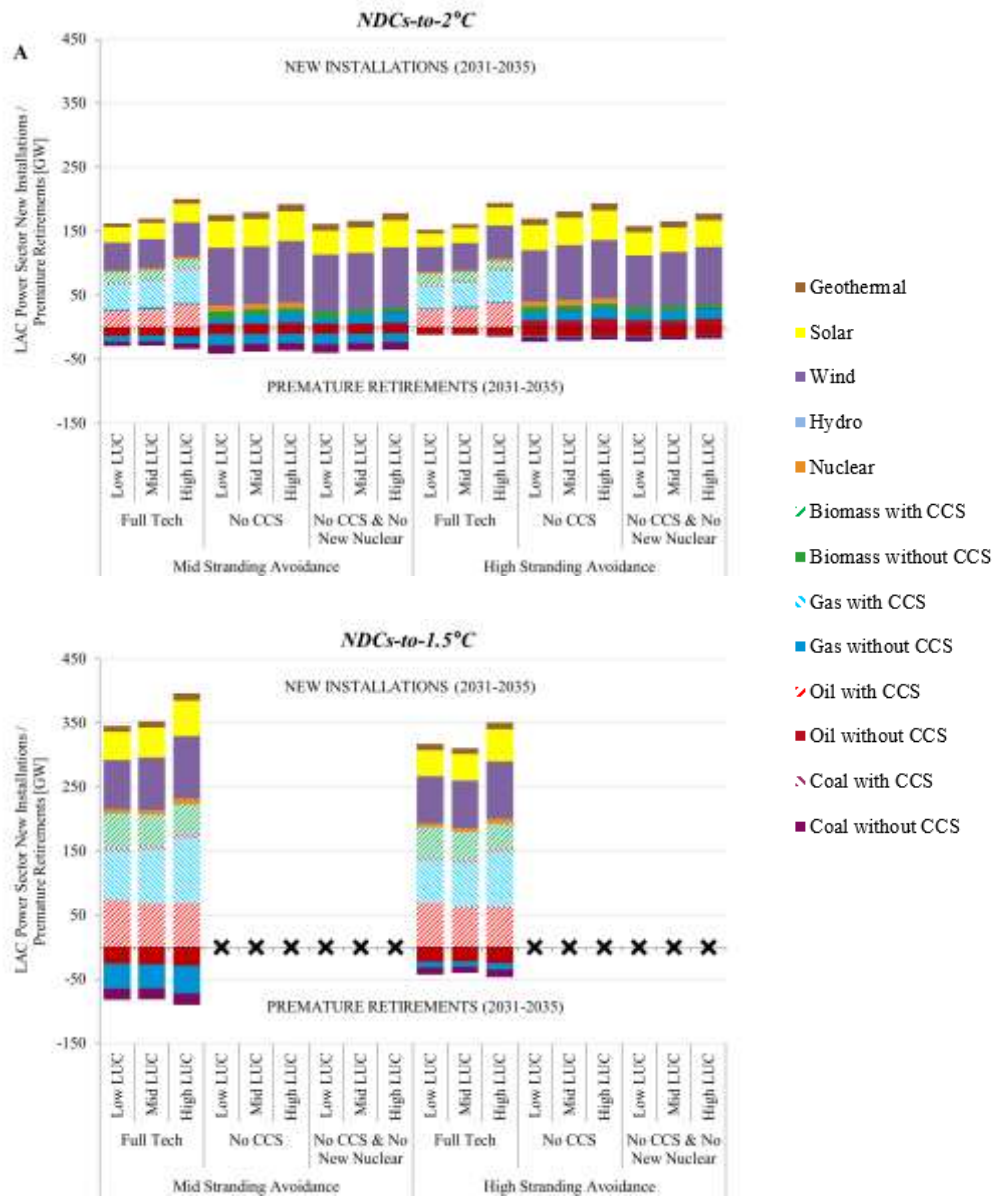 NDCs-to-2°C
A
450
350
250
150
50
-50
-150
LAC Power Sector New Installations /
Premature Retirements [GW]
NEW INSTALLATIONS (2031-2035)
PREMATURE RETIREMENTS (2031-2035)
Low LUC
Mid LUC
High LUC
Low LUC
Mid LUC
High LUC
Low LUC
Mid LUC
High LUC
Low LUC
Mid LUC
High LUC
Low LUC
Mid LUC
High LUC
Low LUC
Mid LUC
High LUC
Full Tech
No CCS
No CCS & No
New Nuclear
Full Tech
No CCS
No CCS & No
New Nuclear
Mid Stranding Avoidance
High Stranding Avoidance
Geothermal
Solar
Wind
Hydro
Nuclear
Biomass with CCS
Biomass without CCS
Gas with CCS
Gas without CCS
Oil with CCS
Oil without CCS
Coal with CCS
Coal without CCS
NDCs-to-1.5°C
450
350
250
150
50
-50
-150
LAC Power Sector New Installations /
Premature Retirements [GW]
NEW INSTALLATIONS (2031-2035)
PREMATURE RETIREMENTS (2031-2035)
Low LUC
Mid LUC
High LUC
Low LUC
Mid LUC
High LUC
Low LUC
Mid LUC
High LUC
Low LUC
Mid LUC
High LUC
Low LUC
Mid LUC
High LUC
Low LUC
Mid LUC
High LUC
Full Tech
No CCS
No CCS & No
New Nuclear
Full Tech
No CCS
No CCS & No
New Nuclear
Mid Stranding Avoidance
High Stranding Avoidance